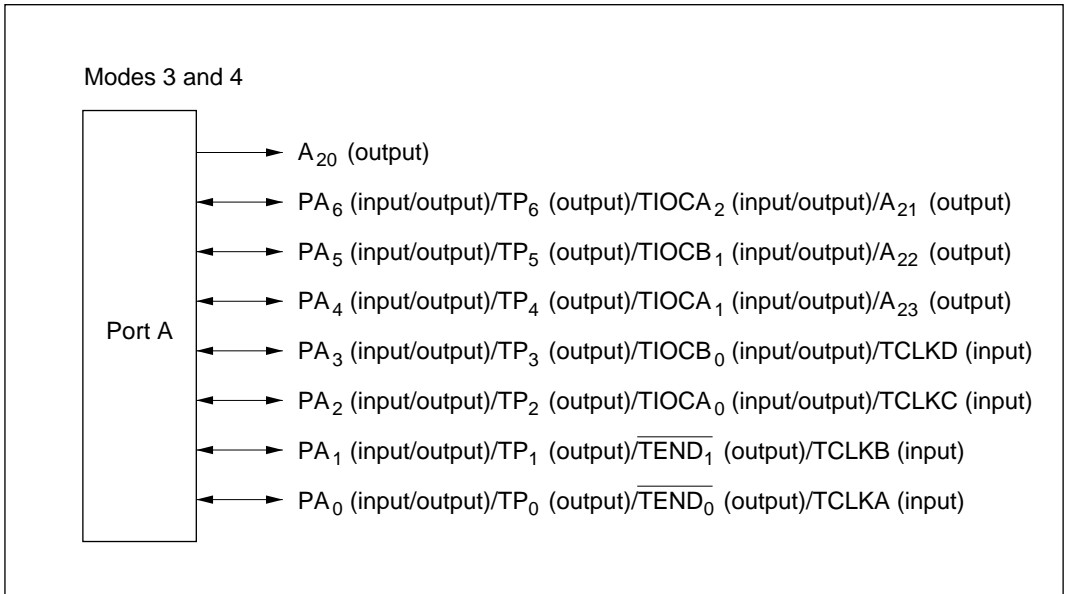 Modes 3 and 4
A₂₀ (output)
PA₆ (input/output)/TP₆ (output)/TIOCA₂ (input/output)/A₂₁ (output)
PA₅ (input/output)/TP₅ (output)/TIOCB₁ (input/output)/A₂₂ (output)
PA₄ (input/output)/TP₄ (output)/TIOCA₁ (input/output)/A₂₃ (output)
Port A
PA₃ (input/output)/TP₃ (output)/TIOCB₀ (input/output)/TCLKD (input)
PA₂ (input/output)/TP₂ (output)/TIOCA₀ (input/output)/TCLKC (input)
PA₁ (input/output)/TP₁ (output)/T̅E̅N̅D̅₁̅ (output)/TCLKB (input)
PA₀ (input/output)/TP₀ (output)/T̅E̅N̅D̅₀̅ (output)/TCLKA (input)